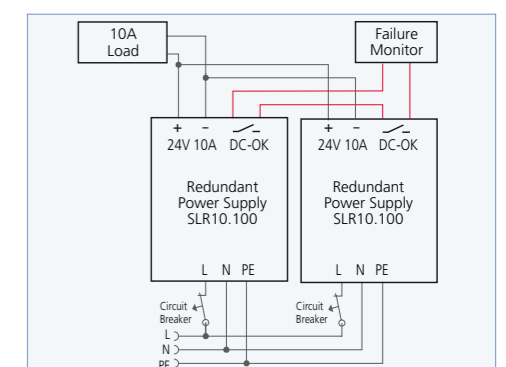 10A
Load
Failure
Monitor
+ –
24V 10A DC-OK
+ –
24V 10A DC-OK
Redundant
Power Supply
SLR10.100
Redundant
Power Supply
SLR10.100
L N PE
L N PE
Circuit
Breaker
Circuit
Breaker
L
N
PE